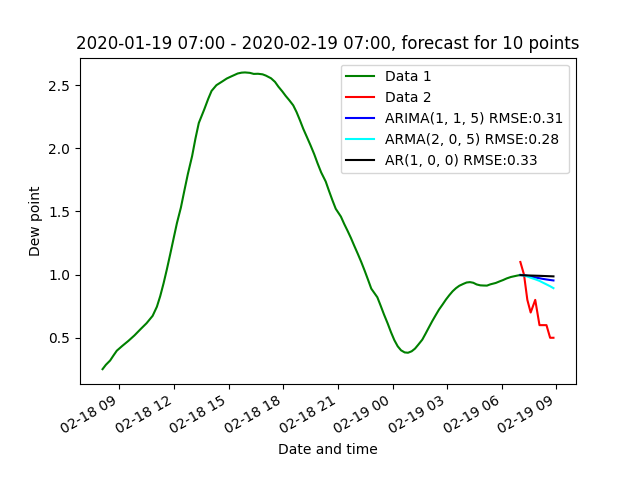 2020-01-19 07:00 - 2020-02-19 07:00, forecast for 10 points
Data 1
Data 2
ARIMA(1, 1, 5) RMSE:0.31
ARMA(2, 0, 5) RMSE:0.28
AR(1, 0, 0) RMSE:0.33
Dew point
2.5
2.0
1.5
1.0
0.5
02-18 09
02-18 12
02-18 15
02-18 18
02-18 21
02-19 00
02-19 03
02-19 06
02-19 09
Date and time